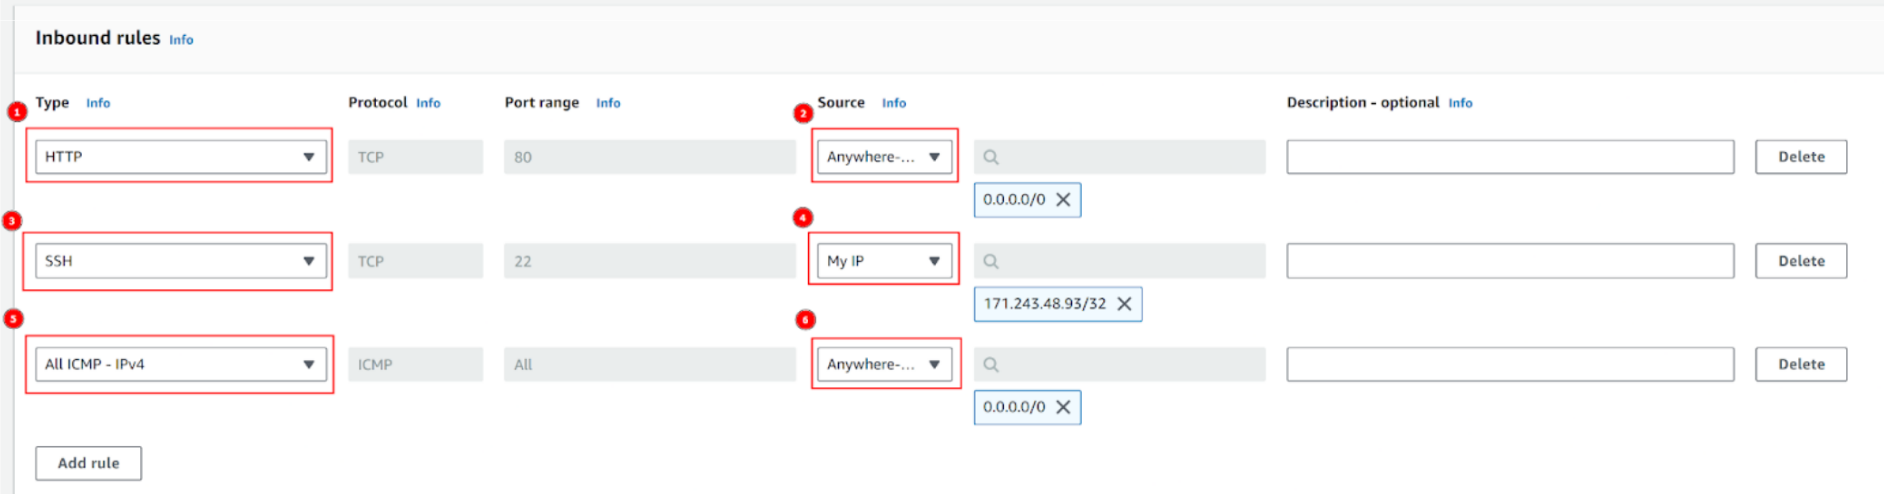 Inbound rules Info
Type Info Protocol Info Port range Info Source Info Description - optional Info
1 2
HTTP TCP 80 Anywhere-... Delete
0.0.0.0/0
3 4
SSH TCP 22 My IP Delete
171.243.48.93/32
5 6
All ICMP - IPv4 ICMP All Anywhere-... Delete
0.0.0.0/0
Add rule